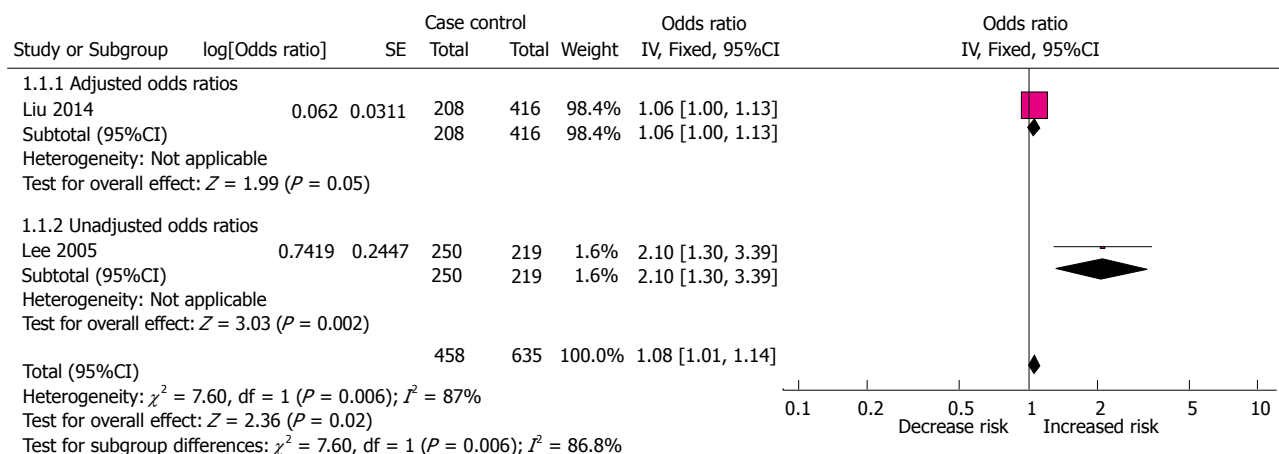 Case control Odds ratio Odds ratio
Study or Subgroup log[Odds ratio] SE Total Total Weight IV, Fixed, 95%CI IV, Fixed, 95%CI
1.1.1 Adjusted odds ratios
Liu 2014 0.062 0.0311 208 416 98.4% 1.06 [1.00, 1.13]
Subtotal (95%CI) 208 416 98.4% 1.06 [1.00, 1.13]
Heterogeneity: Not applicable
Test for overall effect: Z = 1.99 (P = 0.05)
1.1.2 Unadjusted odds ratios
Lee 2005 0.7419 0.2447 250 219 1.6% 2.10 [1.30, 3.39]
Subtotal (95%CI) 250 219 1.6% 2.10 [1.30, 3.39]
Heterogeneity: Not applicable
Test for overall effect: Z = 3.03 (P = 0.002)
458 635 100.0% 1.08 [1.01, 1.14]
Total (95%CI)
Heterogeneity: χ² = 7.60, df = 1 (P = 0.006); I² = 87%
Test for overall effect: Z = 2.36 (P = 0.02)
Test for subgroup differences: χ² = 7.60, df = 1 (P = 0.006); I² = 86.8%
0.1 0.2 0.5 1 2 5 10
Decrease risk Increased risk